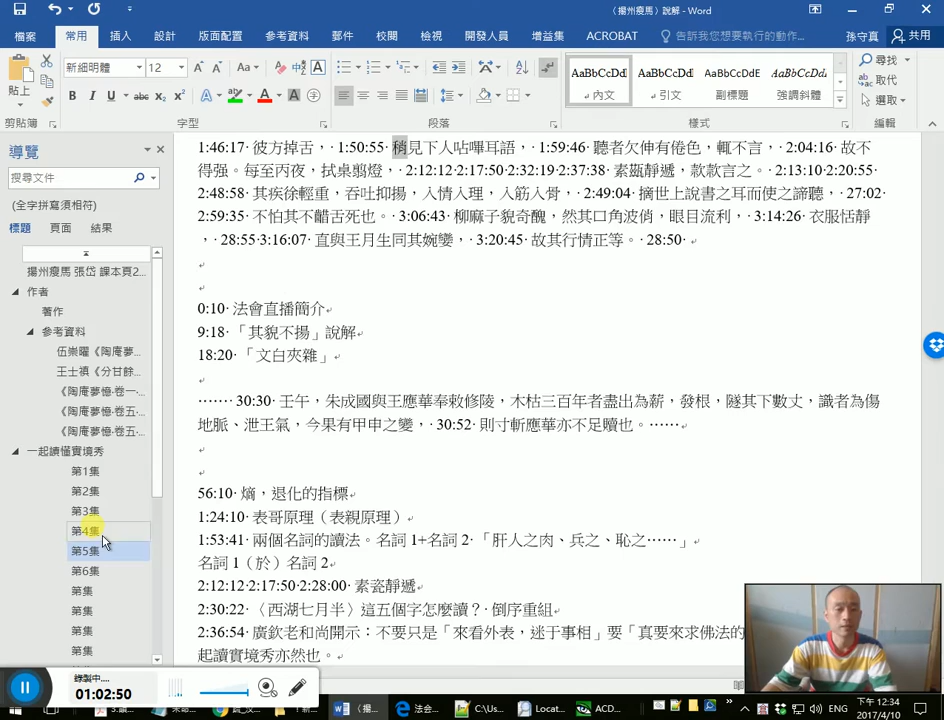 〈揚州瘦馬〉說解 - Word
檔案 常用 插入 設計 版面配置 參考資料 郵件 校閱 檢視 開發人員 增益集 ACROBAT 告訴我您想要執行的動作... 孫守真 共用
新細明體 12
貼上
AaBbCcDd AaBbCcDd AaBbCcDdE AaBbCcDd
內文 引文 副標題 強調斜體
尋找
取代
選取
剪貼簿 字型 段落 樣式 編輯
導覽
搜尋文件
(全字拼寫須相符)
標題 頁面 結果
揚州瘦馬 張岱 課本頁2...
作者
著作
參考資料
伍崇曜《陶庵夢...
王士禛《分甘餘...
《陶庵夢憶·卷一...
《陶庵夢憶·卷五...
《陶庵夢憶·卷五...
一起讀懂實境秀
第1集
第2集
第3集
第4集
第5集
第6集
第集
第集
第集
第集
1:46:17 彼方掉舌， 1:50:55 稍見下人呫嗶耳語， 1:59:46 聽者欠伸有倦色，輒不言， 2:04:16 故不
得强。每至丙夜，拭桌剪燈， 2:12:12·2:17:50·2:32:19·2:37:38 素瓷靜遞，款款言之。 2:13:10·2:20:55
2:48:58 其疾徐輕重，吞吐抑揚，入情入理，入筋入骨， 2:49:04 摘世上說書之耳而使之諦聽， 27:02
2:59:35 不怕其不齰舌死也。 3:06:43 柳麻子貌奇醜，然其口角波俏，眼目流利， 3:14:26 衣服恬靜
， 28:55·3:16:07 直與王月生同其婉孌， 3:20:45 故其行情正等。 28:50
0:10 法會直播簡介
9:18 「其貌不揚」說解
18:20 「文白夾雜」
…… 30:30 壬午，朱成國與王應華奉敕修陵，木枯三百年者盡出為薪，發根，隧其下數丈，識者為傷
地脈、泄王氣，今果有甲申之變， 30:52 則寸斬應華亦不足贖也。……
56:10 熵，退化的指標
1:24:10 表哥原理（表親原理）
1:53:41 兩個名詞的讀法。名詞 1+名詞 2 「肝人之肉、兵之、恥之……」
名詞 1（於）名詞 2
2:12:12·2:17:50·2:28:00 素瓷靜遞
2:30:22 〈西湖七月半〉這五個字怎麼讀？ 倒序重組
2:36:54 廣欽老和尚開示：不要只是「來看外表，迷于事相」要「真要來求佛法的
起讀實境秀亦然也。
錄製中...
01:02:50
法會... C:\Us... Locat... ACD...
ENG
下午 12:34
2017/4/10